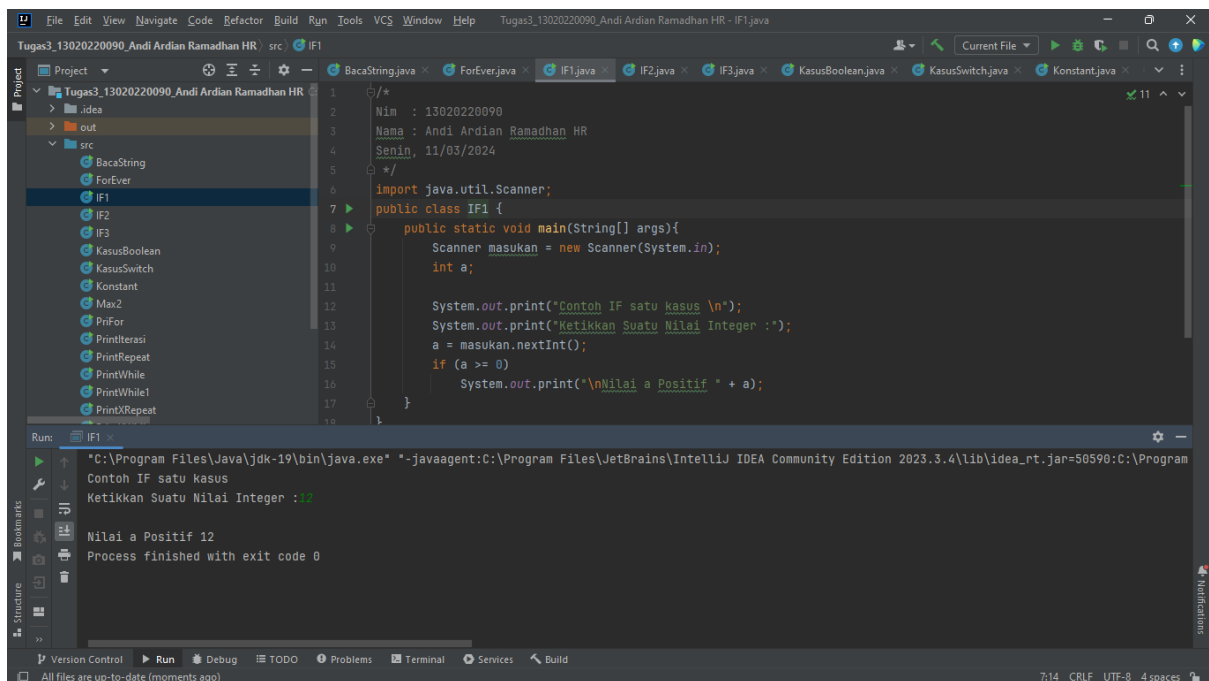 File Edit View Navigate Code Refactor Build Run Tools VCS Window Help Tugas3_13020220090_Andi Ardian Ramadhan HR - IF1.java
Tugas3_13020220090_Andi Ardian Ramadhan HR src IF1 Current File
Project
Project BacaString.java ForEver.java IF1.java IF2.java IF3.java KasusBoolean.java KasusSwitch.java Konstant.java
Tugas3_13020220090_Andi Ardian Ramadhan HR
.idea
out
src
BacaString
ForEver
IF1
IF2
IF3
KasusBoolean
KasusSwitch
Konstant
Max2
PriFor
PrintIterasi
PrintRepeat
PrintWhile
PrintWhile1
PrintXRepeat
11
1 /*
2 Nim : 13020220090
3 Nama : Andi Ardian Ramadhan HR
4 Senin, 11/03/2024
5 */
6 import java.util.Scanner;
7 public class IF1 {
8 public static void main(String[] args){
9 Scanner masukan = new Scanner(System.in);
10 int a;
11
12 System.out.print("Contoh IF satu kasus \n");
13 System.out.print("Ketikkan Suatu Nilai Integer :");
14 a = masukan.nextInt();
15 if (a >= 0)
16 System.out.print("\nNilai a Positif " + a);
17 }
18 }
Run: IF1
"C:\Program Files\Java\jdk-19\bin\java.exe" "-javaagent:C:\Program Files\JetBrains\IntelliJ IDEA Community Edition 2023.3.4\lib\idea_rt.jar=50590:C:\Program
Contoh IF satu kasus
Ketikkan Suatu Nilai Integer :12
Nilai a Positif 12
Process finished with exit code 0
Bookmarks
Structure
Notifications
Version Control Run Debug TODO Problems Terminal Services Build
All files are up-to-date (moments ago) 7:14 CRLF UTF-8 4 spaces